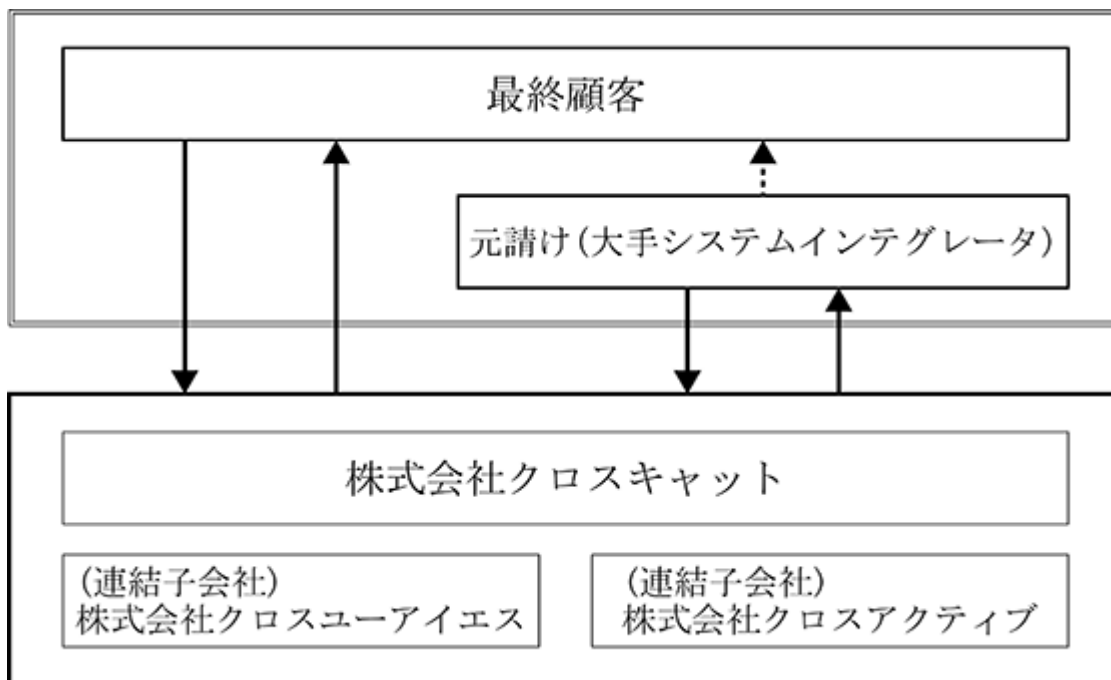 最終顧客
元請け(大手システムインテグレータ)
株式会社クロスキャット
(連結子会社)
株式会社クロスユーアイエス
(連結子会社)
株式会社クロスアクティブ